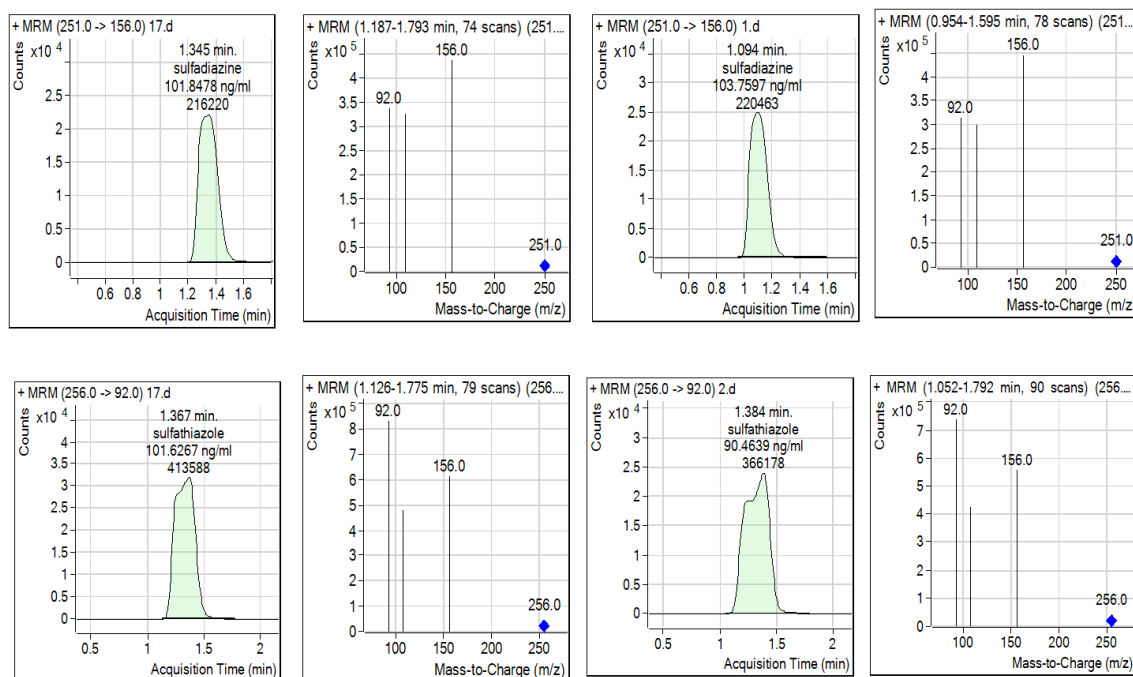 + MRM (251.0 -> 156.0) 17.d
Counts
x10 4
1.345 min.
sulfadiazine
101.8478 ng/ml
216220
2.5
2
1.5
1
0.5
0
0.6 0.8 1 1.2 1.4 1.6
Acquisition Time (min)
+ MRM (1.187-1.793 min, 74 scans) (251....
Counts
x10 5
156.0
92.0
251.0
4
3.5
3
2.5
2
1.5
1
0.5
0
100 150 200 250
Mass-to-Charge (m/z)
+ MRM (251.0 -> 156.0) 1.d
Counts
x10 4
1.094 min.
sulfadiazine
103.7597 ng/ml
220463
3
2.5
2
1.5
1
0.5
0
0.4 0.6 0.8 1 1.2 1.4 1.6
Acquisition Time (min)
+ MRM (0.954-1.595 min, 78 scans) (251...
Counts
x10 5
156.0
92.0
251.0
4
3.5
3
2.5
2
1.5
1
0.5
0
100 150 200 250
Mass-to-Charge (m/z)
+ MRM (256.0 -> 92.0) 17.d
Counts
x10 4
1.367 min.
sulfathiazole
101.6267 ng/ml
413588
4
3.5
3
2.5
2
1.5
1
0.5
0
0.5 1 1.5 2
Acquisition Time (min)
+ MRM (1.126-1.775 min, 79 scans) (256....
Counts
x10 5
92.0
156.0
256.0
8
7
6
5
4
3
2
1
0
100 150 200 250
Mass-to-Charge (m/z)
+ MRM (256.0 -> 92.0) 2.d
Counts
x10 4
1.384 min.
sulfathiazole
90.4639 ng/ml
366178
3
2.5
2
1.5
1
0.5
0
0.5 1 1.5 2
Acquisition Time (min)
+ MRM (1.052-1.792 min, 90 scans) (256....
Counts
x10 5
92.0
156.0
256.0
7
6
5
4
3
2
1
0
100 150 200 250
Mass-to-Charge (m/z)